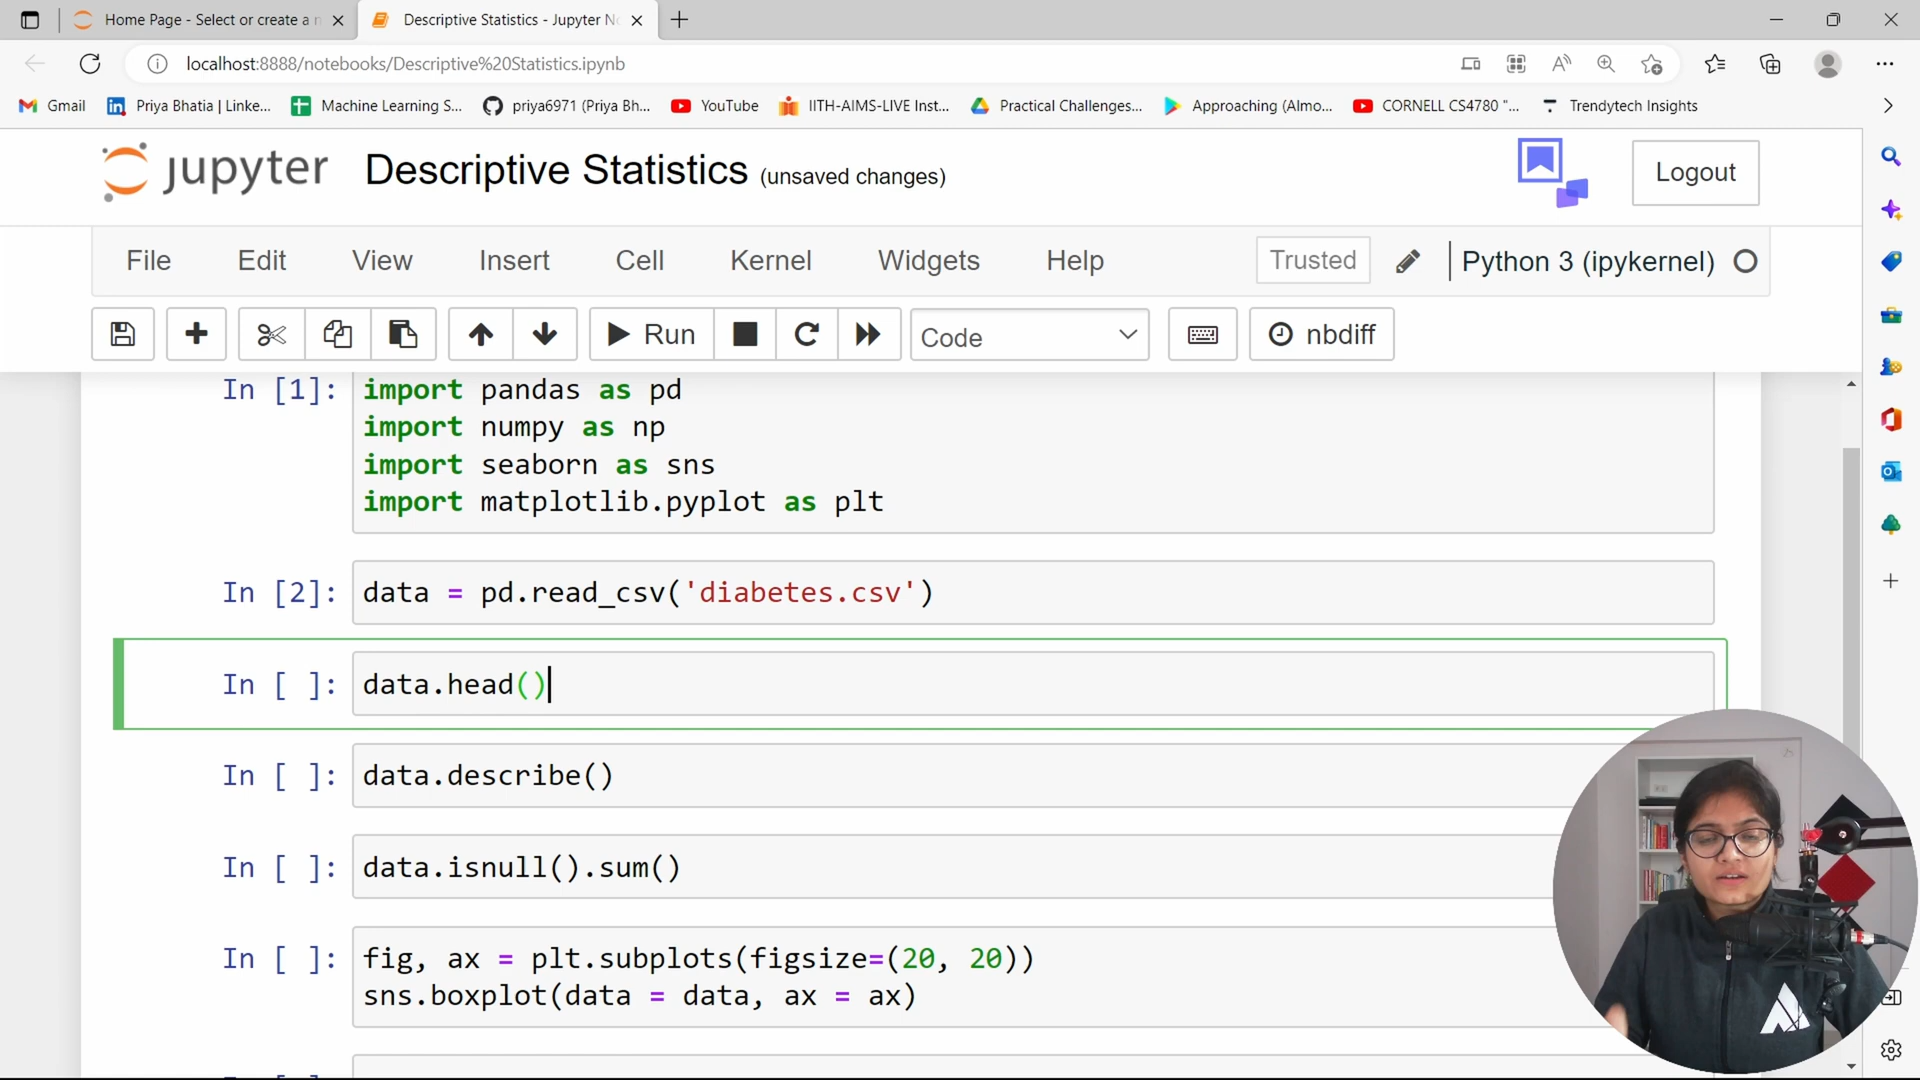 Home Page - Select or create a n
Descriptive Statistics - Jupyter No
localhost:8888/notebooks/Descriptive%20Statistics.ipynb
Gmail
Priya Bhatia | Linke...
Machine Learning S...
priya6971 (Priya Bh...
YouTube
IITH-AIMS-LIVE Inst...
Practical Challenges...
Approaching (Almo...
CORNELL CS4780 "...
Trendytech Insights
jupyter
Descriptive Statistics (unsaved changes)
Logout
File Edit View Insert Cell Kernel Widgets Help
Trusted
Python 3 (ipykernel)
Run
Code
nbdiff
In [1]: import pandas as pd
import numpy as np
import seaborn as sns
import matplotlib.pyplot as plt
In [2]: data = pd.read_csv('diabetes.csv')
In [ ]: data.head()
In [ ]: data.describe()
In [ ]: data.isnull().sum()
In [ ]: fig, ax = plt.subplots(figsize=(20, 20))
sns.boxplot(data = data, ax = ax)